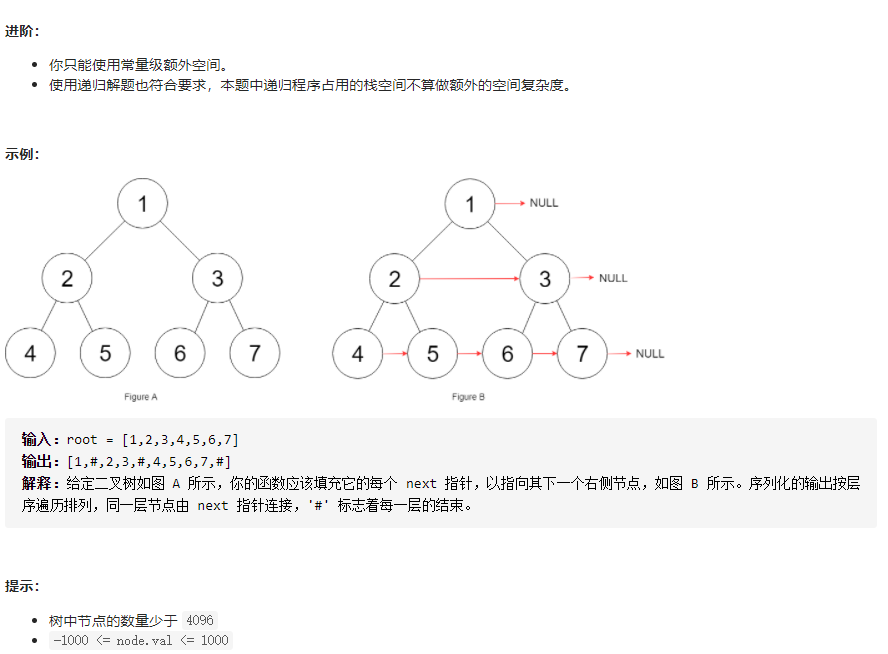 进阶：
你只能使用常量级额外空间。
使用递归解题也符合要求，本题中递归程序占用的栈空间不算做额外的空间复杂度。
示例：
1
1 NULL
2 3
2 3 NULL
4 5 6 7
4 5 6 7 NULL
Figure A
Figure B
输入：root = [1,2,3,4,5,6,7]
输出：[1,#,2,3,#,4,5,6,7,#]
解释：给定二叉树如图 A 所示，你的函数应该填充它的每个 next 指针，以指向其下一个右侧节点，如图 B 所示。序列化的输出按层
序遍历排列，同一层节点由 next 指针连接，'#' 标志着每一层的结束。
提示：
树中节点的数量少于 4096
-1000 <= node.val <= 1000